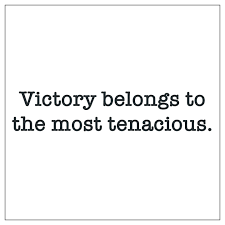 Victory belongs to
the most tenacious.